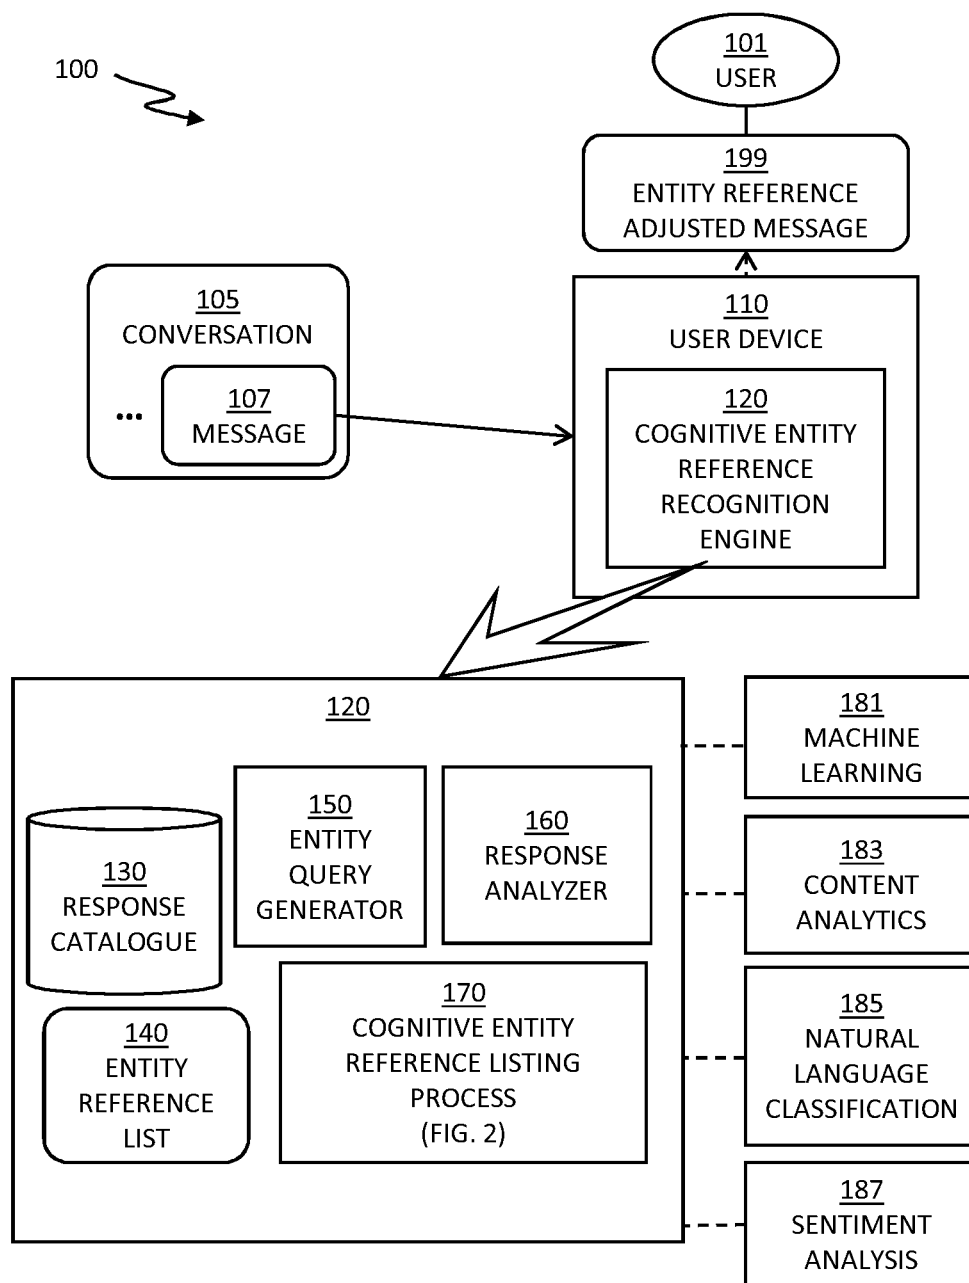 100
101
USER
199
ENTITY REFERENCE
ADJUSTED MESSAGE
105
CONVERSATION
...
107
MESSAGE
110
USER DEVICE
120
COGNITIVE ENTITY
REFERENCE
RECOGNITION
ENGINE
120
130
RESPONSE
CATALOGUE
150
ENTITY
QUERY
GENERATOR
160
RESPONSE
ANALYZER
140
ENTITY
REFERENCE
LIST
170
COGNITIVE ENTITY
REFERENCE LISTING
PROCESS
(FIG. 2)
181
MACHINE
LEARNING
183
CONTENT
ANALYTICS
185
NATURAL
LANGUAGE
CLASSIFICATION
187
SENTIMENT
ANALYSIS